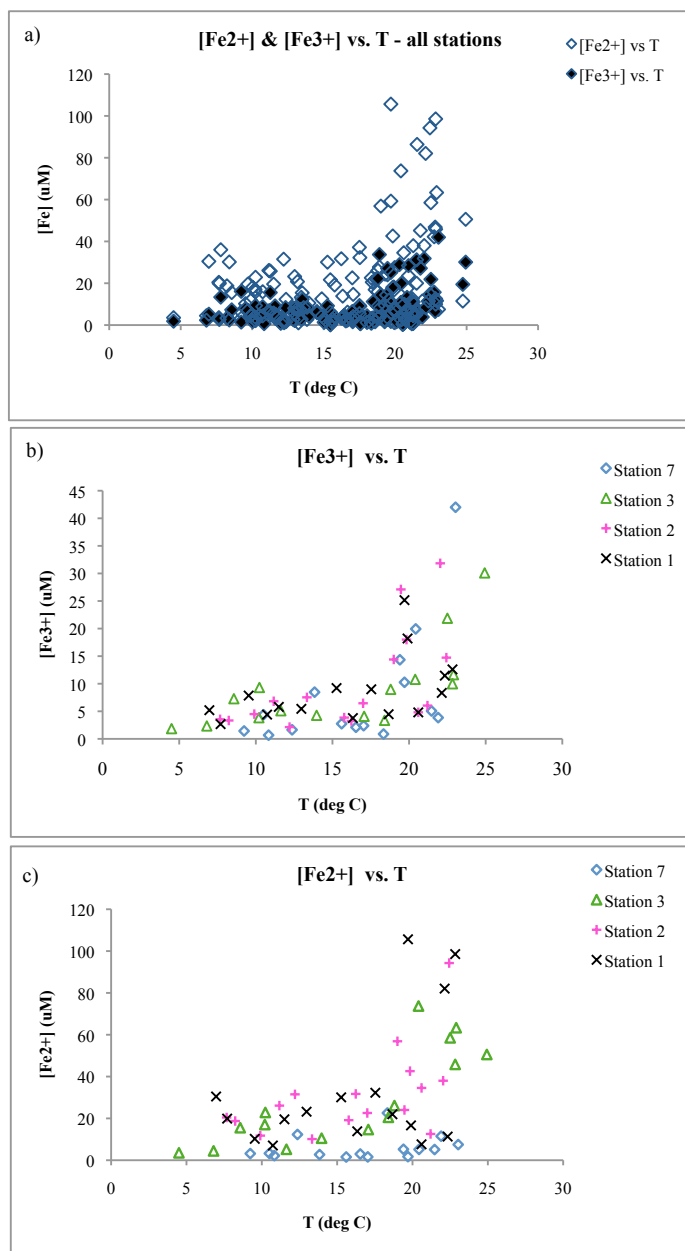 a)
[Fe2+] & [Fe3+] vs. T - all stations
[Fe2+] vs T
[Fe3+] vs. T
120
100
80
60
40
20
0
[Fe] (uM)
0 5 10 15 20 25 30
T (deg C)
b)
[Fe3+] vs. T
Station 7
Station 3
Station 2
Station 1
45
40
35
30
25
20
15
10
5
0
[Fe3+] (uM)
0 5 10 15 20 25 30
T (deg C)
c)
[Fe2+] vs. T
Station 7
Station 3
Station 2
Station 1
120
100
80
60
40
20
0
[Fe2+] (uM)
0 5 10 15 20 25 30
T (deg C)